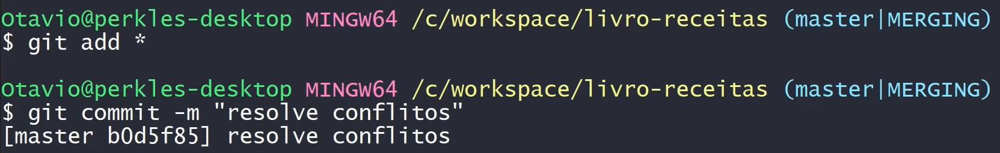 otavio@perkles-desktop MINGW64 /c/workspace/livro-receitas (master|MERGING)
$ git add *
otavio@perkles-desktop MINGW64 /c/workspace/livro-receitas (master|MERGING)
$ git commit -m "resolve conflitos"
[master b0d5f85] resolve conflitos